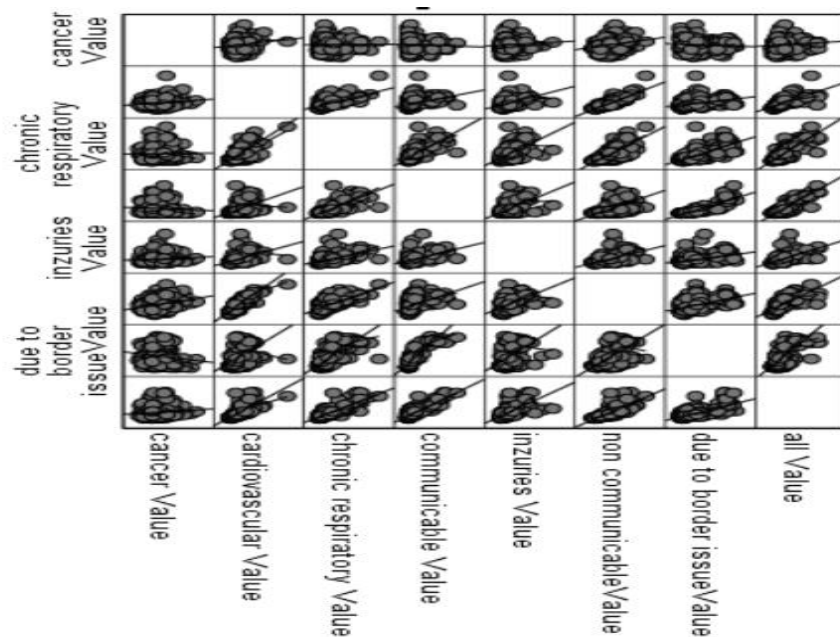 cancer
Value
chronic
respiratory
Value
inzuries
Value
due to
border
issueValue
cancer Value
cardiovascular Value
chronic respiratory Value
communicable Value
inzuries Value
non communicableValue
due to border issueValue
all Value